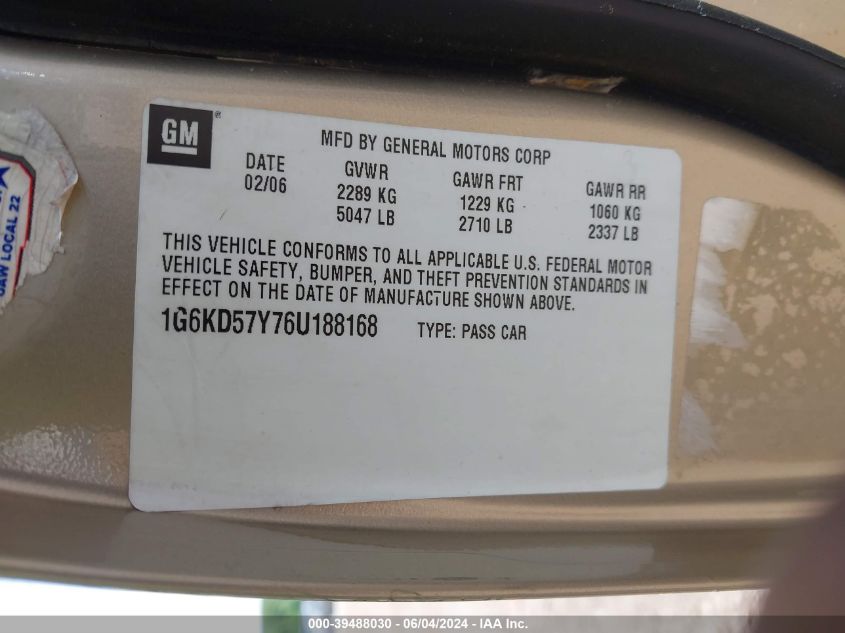 GM ®
MFD BY GENERAL MOTORS CORP
DATE GVWR GAWR FRT GAWR RR
02/06 2289 KG 1229 KG 1060 KG
5047 LB 2710 LB 2337 LB
THIS VEHICLE CONFORMS TO ALL APPLICABLE U.S. FEDERAL MOTOR
VEHICLE SAFETY, BUMPER, AND THEFT PREVENTION STANDARDS IN
EFFECT ON THE DATE OF MANUFACTURE SHOWN ABOVE.
1G6KD57Y76U188168 TYPE: PASS CAR
UAW LOCAL 22
000-39488030 - 06/04/2024 - IAA Inc.